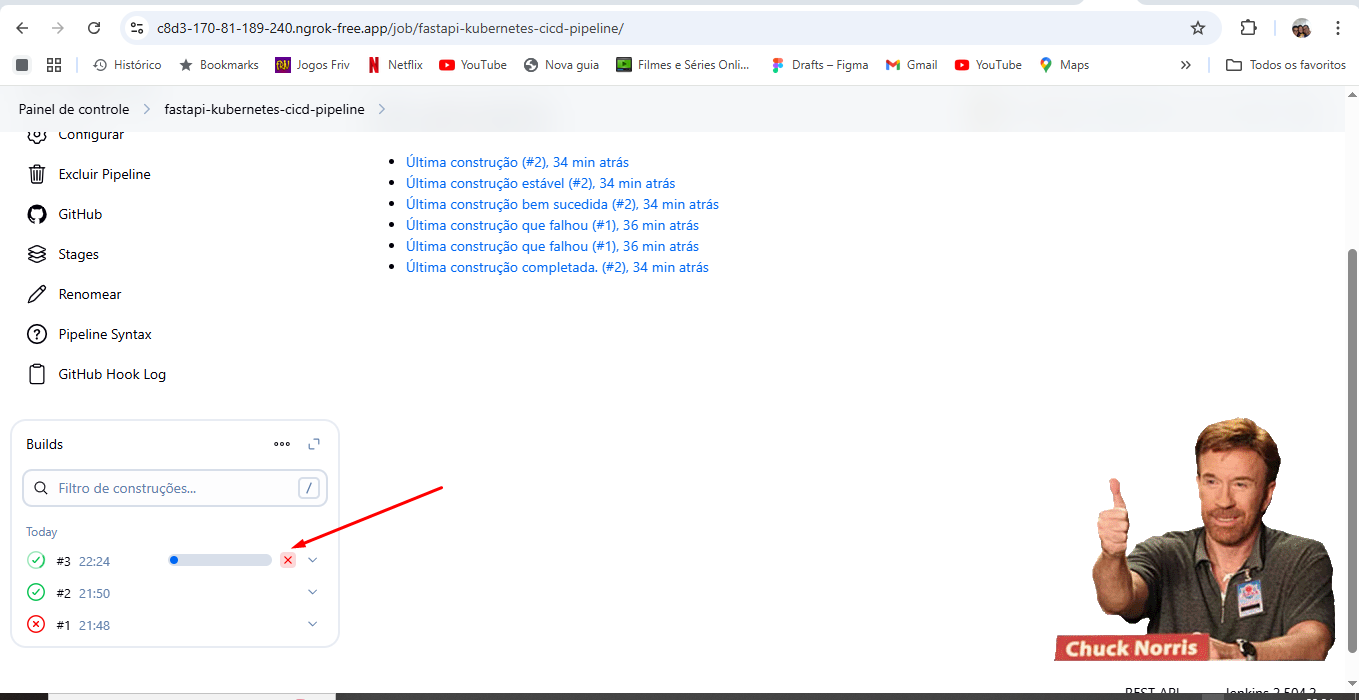 c8d3-170-81-189-240.ngrok-free.app/job/fastapi-kubernetes-cicd-pipeline/
Histórico Bookmarks Jogos Friv Netflix YouTube Nova guia Filmes e Séries Onli... Drafts – Figma Gmail YouTube Maps » Todos os favoritos
Painel de controle > fastapi-kubernetes-cicd-pipeline >
Configurar
Excluir Pipeline
GitHub
Stages
Renomear
Pipeline Syntax
GitHub Hook Log
Última construção (#2), 34 min atrás
Última construção estável (#2), 34 min atrás
Última construção bem sucedida (#2), 34 min atrás
Última construção que falhou (#1), 36 min atrás
Última construção que falhou (#1), 36 min atrás
Última construção completada. (#2), 34 min atrás
Builds
Filtro de construções... /
Today
#3 22:24
#2 21:50
#1 21:48
Chuck Norris
REST API Jenkins 2.504.2